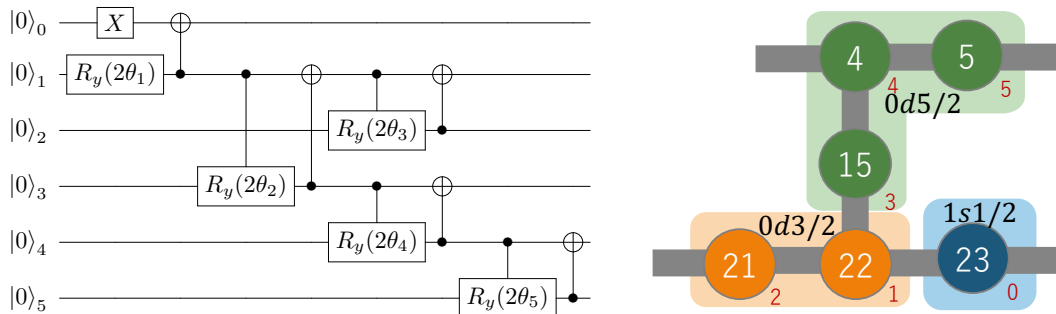 |0⟩₀ X
|0⟩₁ R_y(2θ₁)
|0⟩₂ R_y(2θ₃)
|0⟩₃ R_y(2θ₂)
|0⟩₄ R_y(2θ₄)
|0⟩₅ R_y(2θ₅)
4 5
4 0d5/2 5
15
3
0d3/2 1s1/2
21 22 23
2 1 0